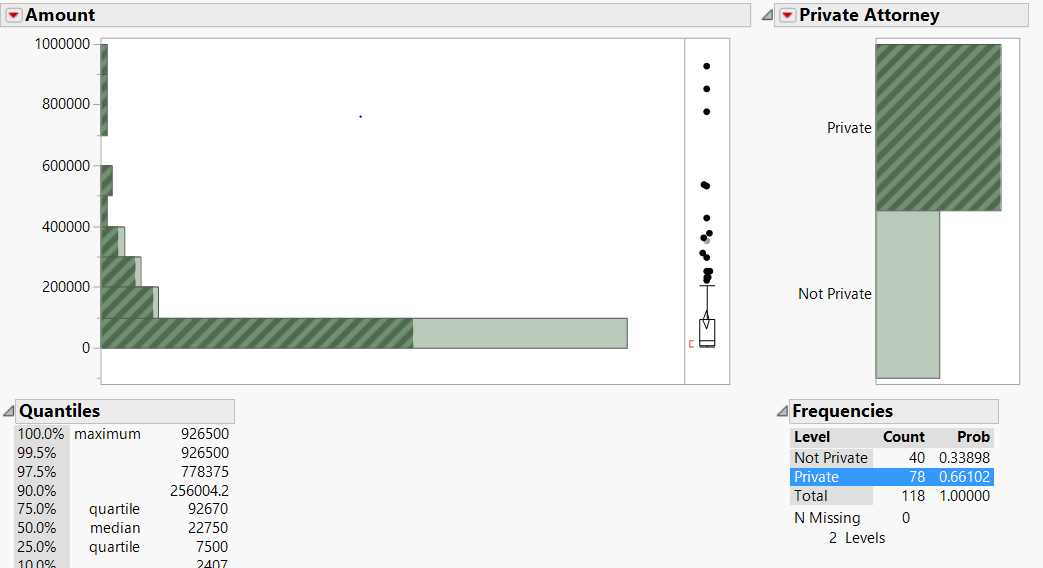 Amount
1000000
800000
600000
400000
200000
0
Quantiles
100.0% maximum 926500
99.5% 926500
97.5% 778375
90.0% 256004.2
75.0% quartile 92670
50.0% median 22750
25.0% quartile 7500
10.0% 2407
Private Attorney
Private
Not Private
Frequencies
Level Count Prob
Not Private 40 0.33898
Private 78 0.66102
Total 118 1.00000
N Missing 0
2 Levels